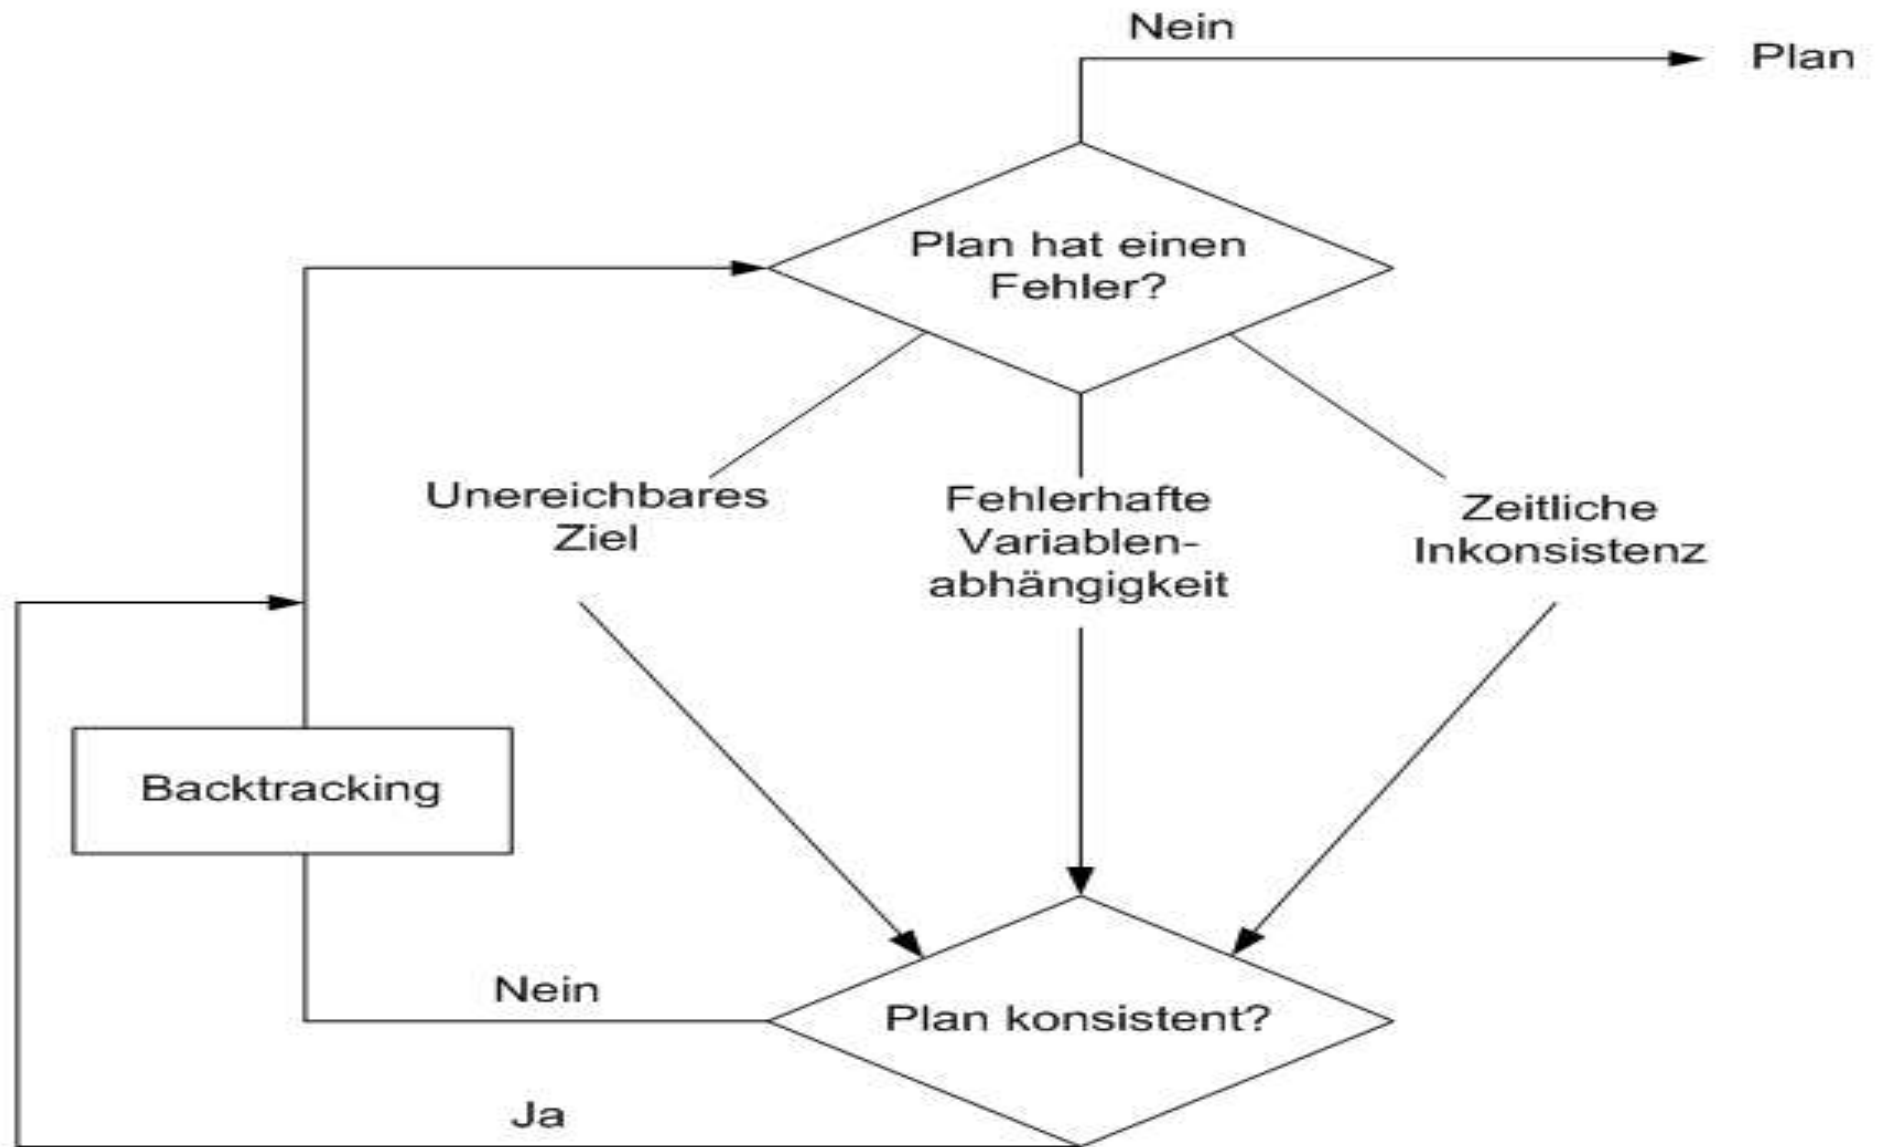 Nein
Plan
Plan hat einen
Fehler?
Unereichbares
Ziel
Fehlerhafte
Variablen-
abhängigkeit
Zeitliche
Inkonsistenz
Backtracking
Nein
Plan konsistent?
Ja